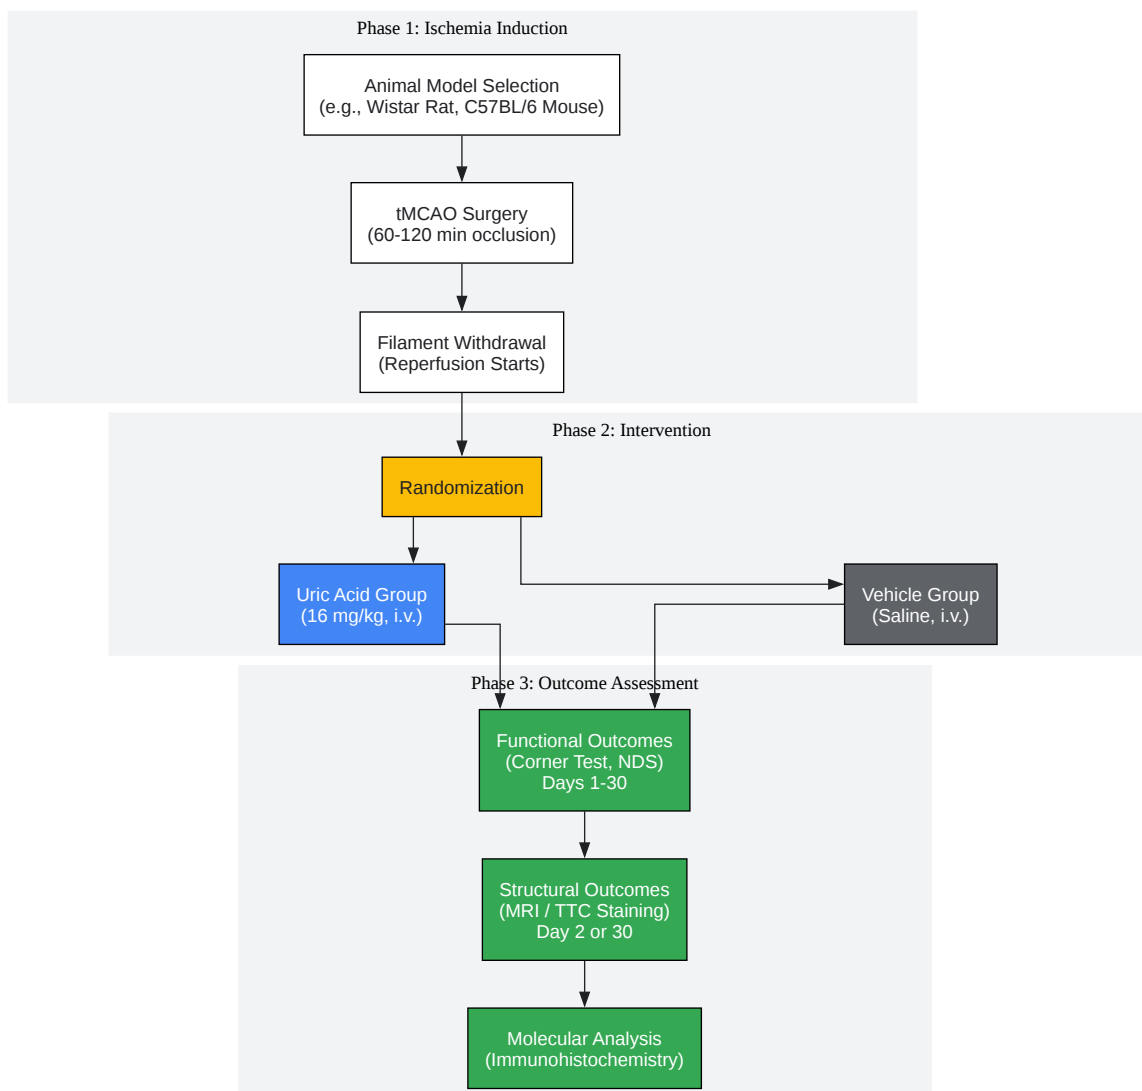 Phase 1: Ischemia Induction
Animal Model Selection
(e.g., Wistar Rat, C57BL/6 Mouse)
tMCAO Surgery
(60-120 min occlusion)
Filament Withdrawal
(Reperfusion Starts)
Phase 2: Intervention
Randomization
Uric Acid Group
(16 mg/kg, i.v.)
Vehicle Group
(Saline, i.v.)
Phase 3: Outcome Assessment
Functional Outcomes
(Corner Test, NDS)
Days 1-30
Structural Outcomes
(MRI / TTC Staining)
Day 2 or 30
Molecular Analysis
(Immunohistochemistry)